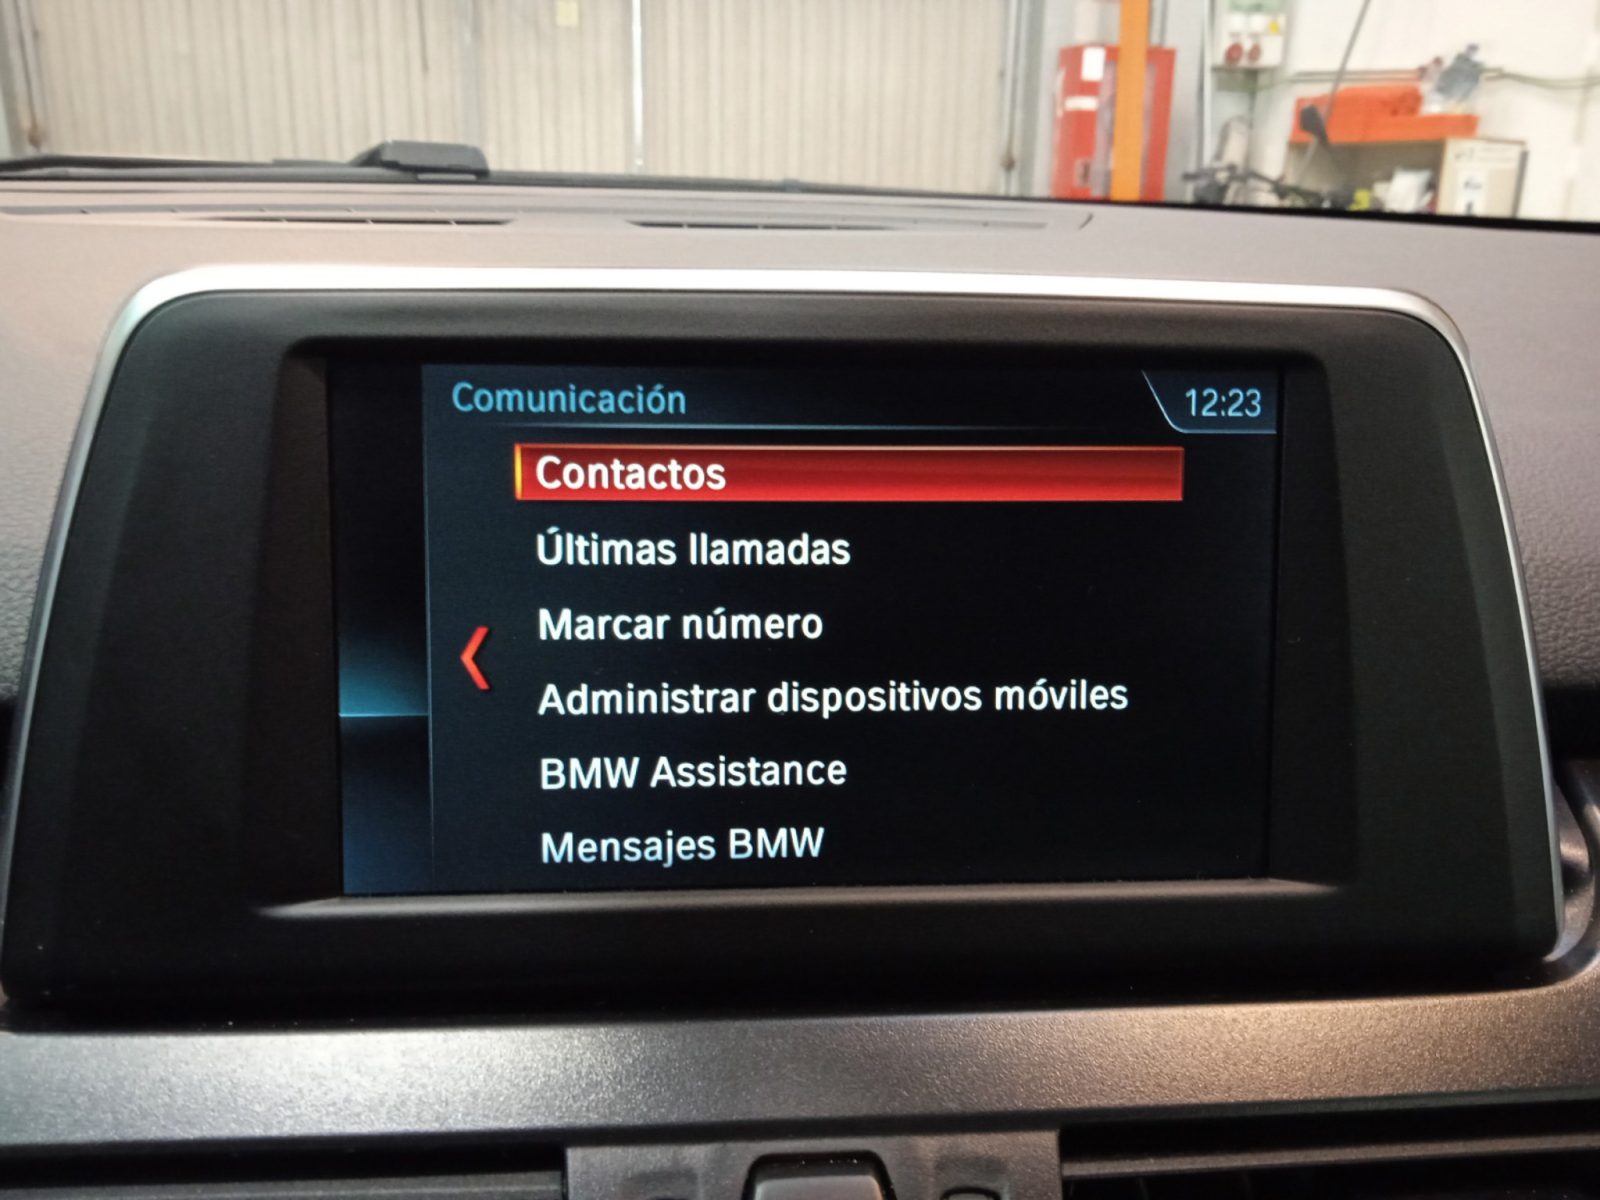 Comunicación
12:23
Contactos
Últimas llamadas
Marcar número
Administrar dispositivos móviles
BMW Assistance
Mensajes BMW